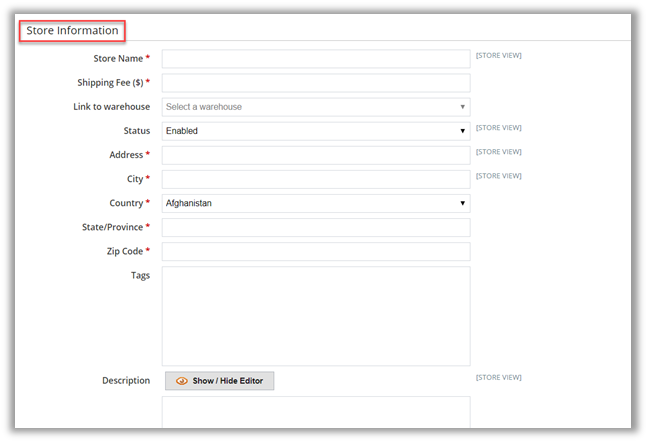 Store Information
Store Name * [STORE VIEW]
Shipping Fee ($) *
Link to warehouse Select a warehouse
Status Enabled [STORE VIEW]
Address * [STORE VIEW]
City * [STORE VIEW]
Country * Afghanistan
State/Province *
Zip Code *
Tags
Description Show / Hide Editor [STORE VIEW]